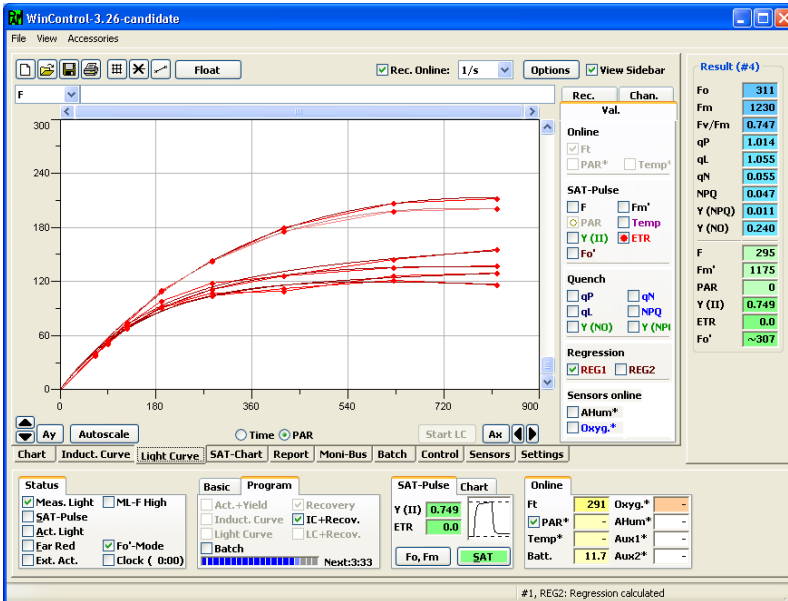 WinControl-3.26-candidate
File View Accessories
Float Rec. Online: 1/s Options View Sidebar
F
Rec. Chan.
Val.
Online
Ft
PAR* Temp*
SAT-Pulse
F Fm'
PAR Temp
Y (II) ETR
Fo'
Quench
qP qN
qL NPQ
Y (NO) Y (NPI
Regression
REG1 REG2
Sensors online
AHum*
Oxyg.*
300
240
180
120
60
0
0 180 360 540 720 900
Ay Autoscale Time PAR Start LC Ax
Chart Induct. Curve Light Curve SAT-Chart Report Moni-Bus Batch Control Sensors Settings
Result (#4)
Fo 311
Fm 1230
Fv/Fm 0.747
qP 1.014
qL 1.055
qN 0.055
NPQ 0.047
Y (NPQ) 0.011
Y (NO) 0.240
F 295
Fm' 1175
PAR 0
Y (II) 0.749
ETR 0.0
Fo' ~307
Status
Meas. Light ML-F High
SAT-Pulse
Act. Light
Far Red Fo'-Mode
Ext. Act. Clock ( 0:00)
Basic Program
Act.+Yield Recovery
Induct. Curve IC+Recov.
Light Curve LC+Recov.
Batch
Next:3:33
SAT-Pulse Chart
Y (II) 0.749
ETR 0.0
Fo, Fm SAT
Online
Ft 291 Oxyg.* -
PAR* - AHum* -
Temp* - Aux1* -
Batt. 11.7 Aux2* -
#1, REG2: Regression calculated